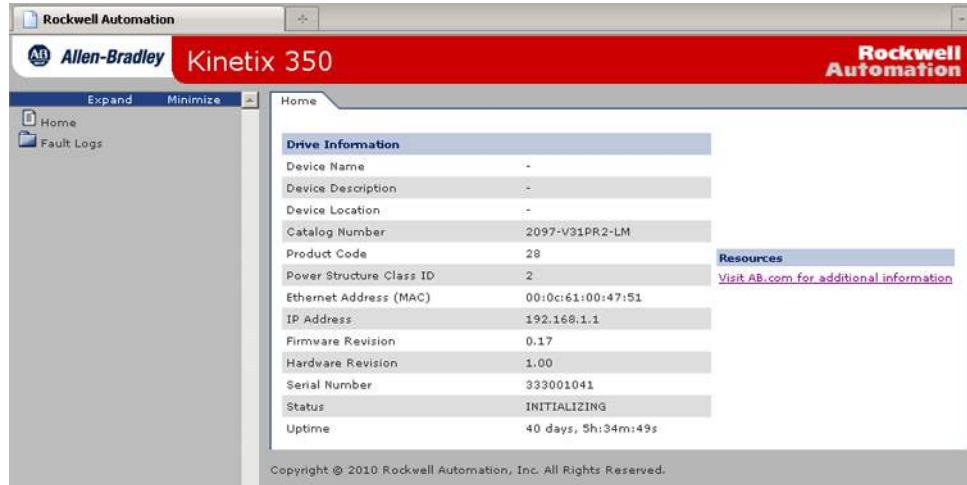 Rockwell Automation
AB Allen-Bradley Kinetix 350 Rockwell Automation
Expand Minimize
Home
Fault Logs
Home
Drive Information
Device Name -
Device Description -
Device Location -
Catalog Number 2097-V31PR2-LM
Product Code 28
Power Structure Class ID 2
Ethernet Address (MAC) 00:0c:61:00:47:51
IP Address 192.168.1.1
Firmware Revision 0.17
Hardware Revision 1.00
Serial Number 333001041
Status INITIALIZING
Uptime 40 days, 5h:34m:49s
Resources
Visit AB.com for additional information
Copyright @ 2010 Rockwell Automation, Inc. All Rights Reserved.